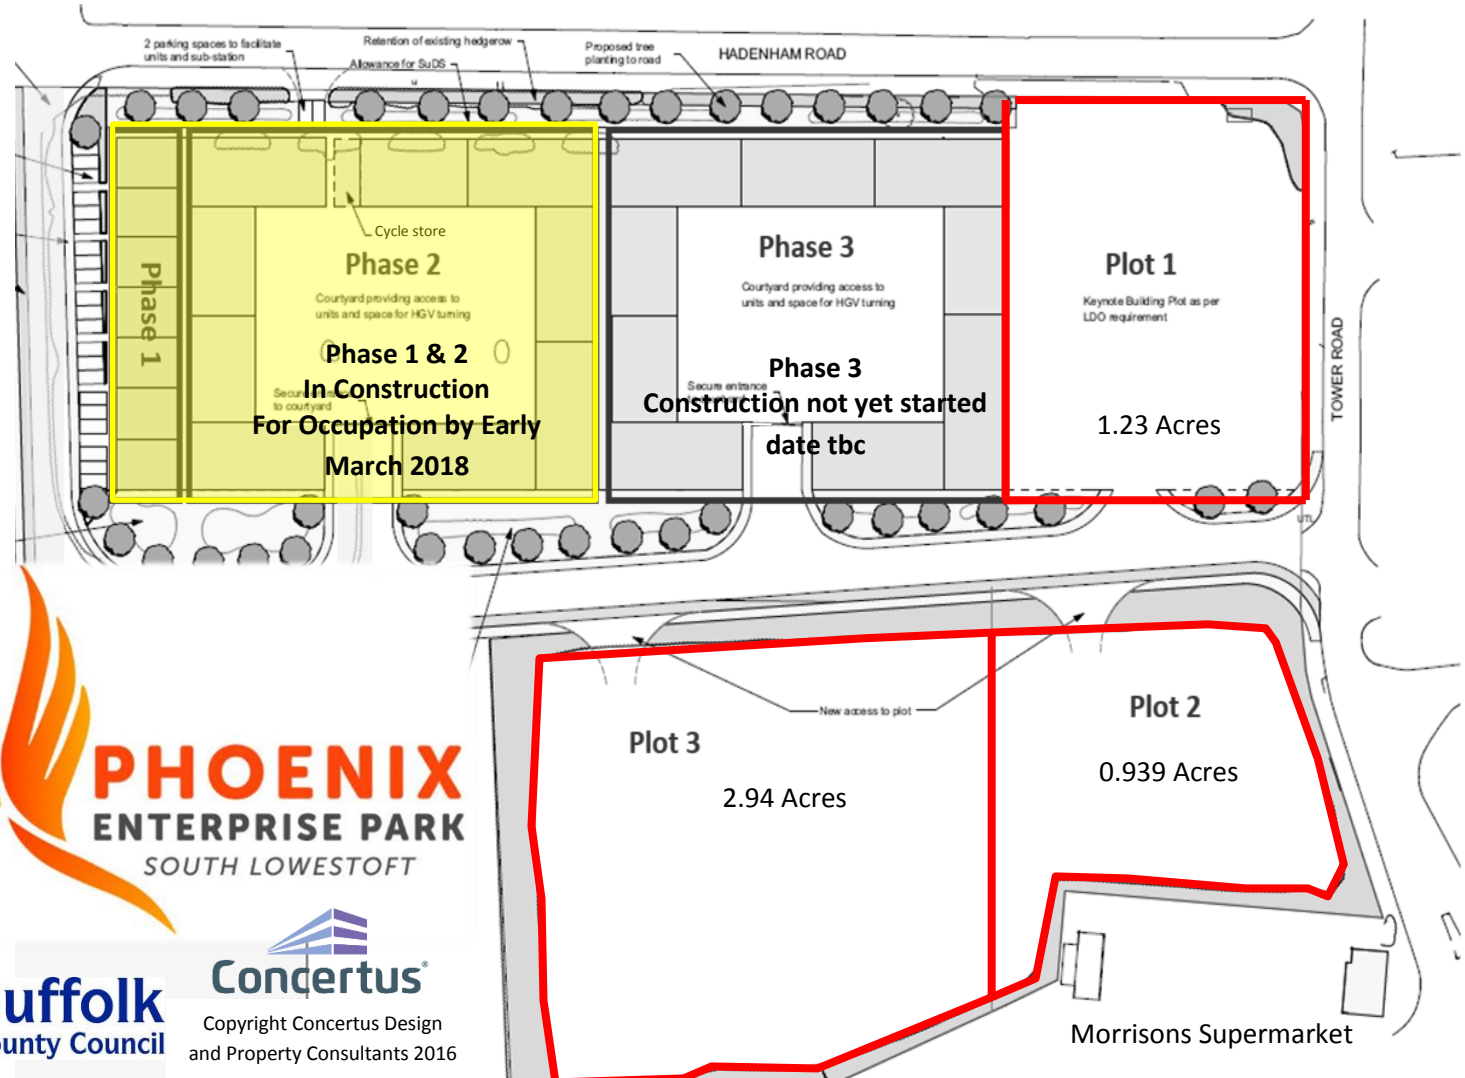 2 parking spaces to facilitate
units and sub-station
Retention of existing hedgerow
Allowance for SuDS
Proposed tree
planting to road
HADENHAM ROAD
Cycle store
Phase 1
Phase 2
Courtyard providing access to
units and space for HGV turning
Phase 1 & 2
In Construction
For Occupation by Early
March 2018
Secure entrance
to courtyard
Phase 3
Courtyard providing access to
units and space for HGV turning
Phase 3
Secure entrance
Construction not yet started
date tbc
Plot 1
Keynote Building Plot as per
LDO requirement
1.23 Acres
TOWER ROAD
New access to plot
Plot 3
2.94 Acres
Plot 2
0.939 Acres
PHOENIX
ENTERPRISE PARK
SOUTH LOWESTOFT
uffolk
ounty Council
Concertus®
Copyright Concertus Design
and Property Consultants 2016
Morrisons Supermarket